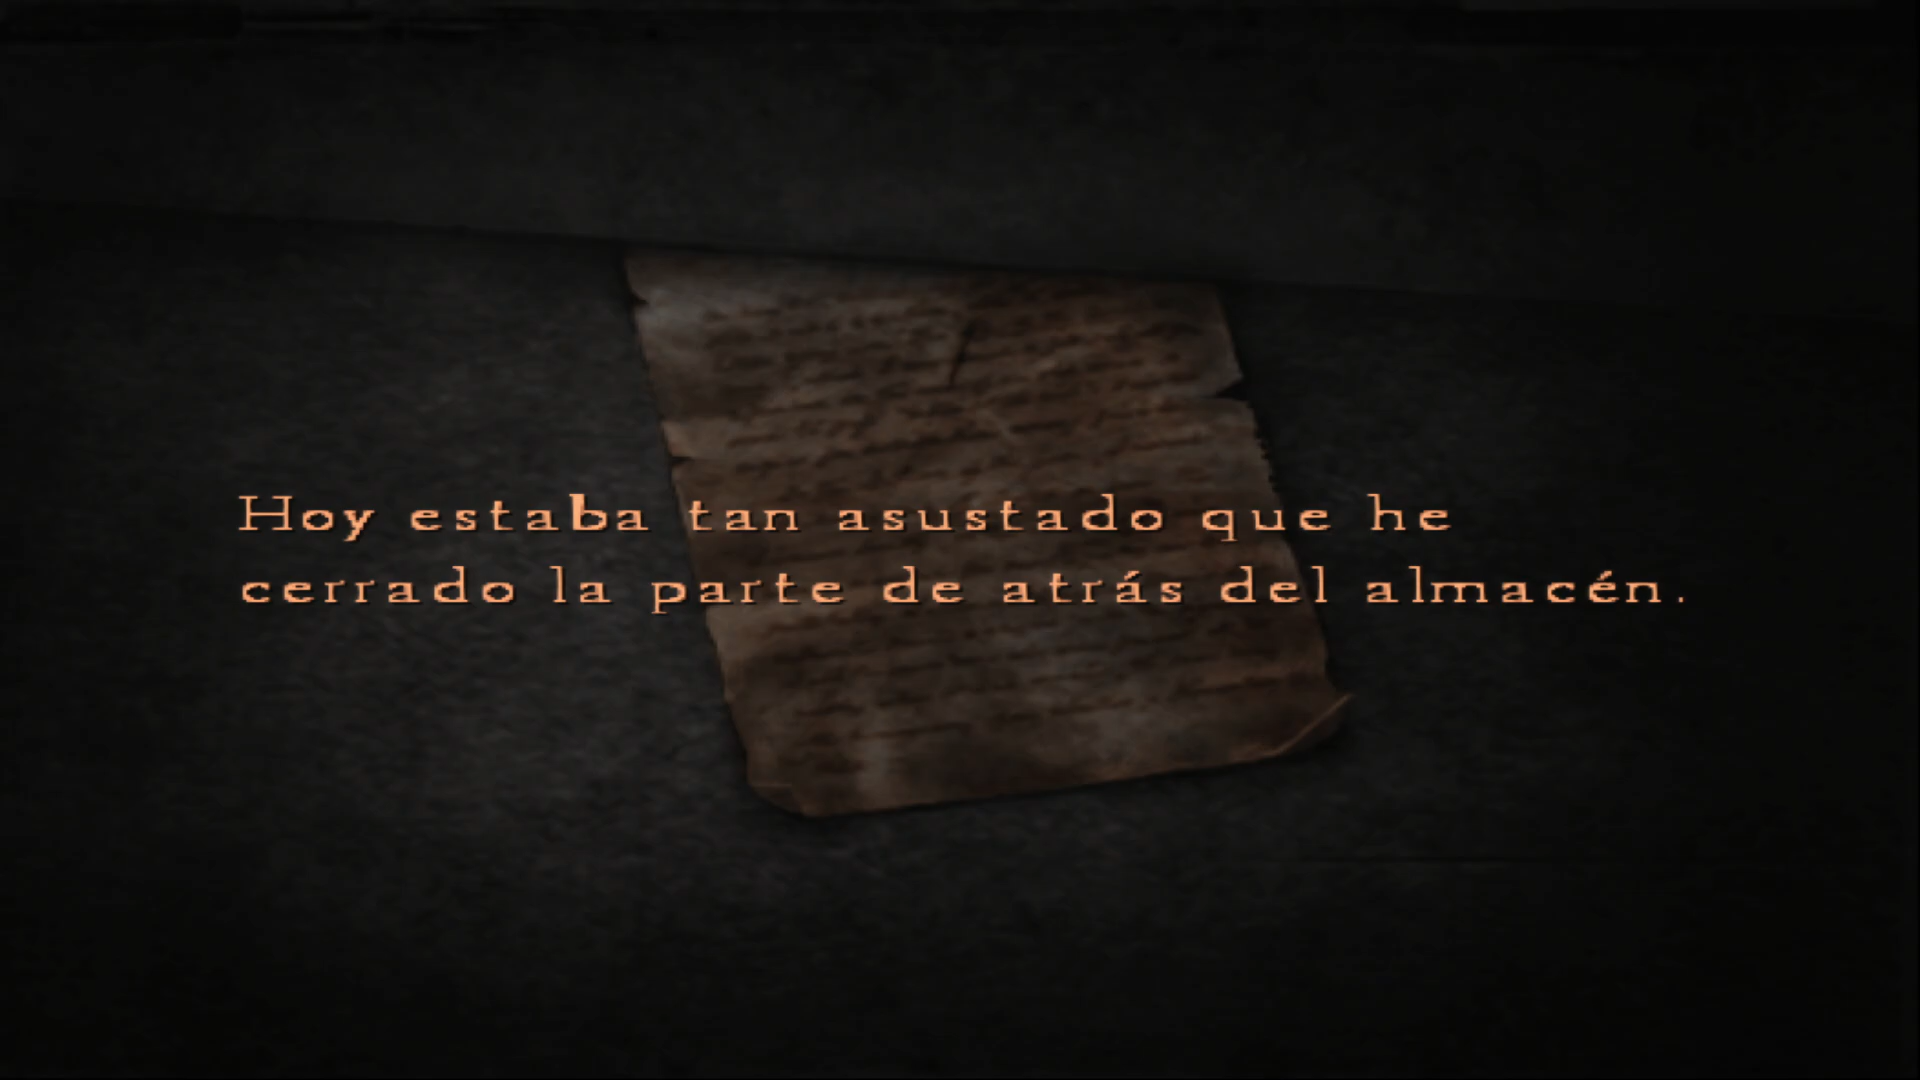 Hoy estaba tan asustado que he
cerrado la parte de atrás del almacén.